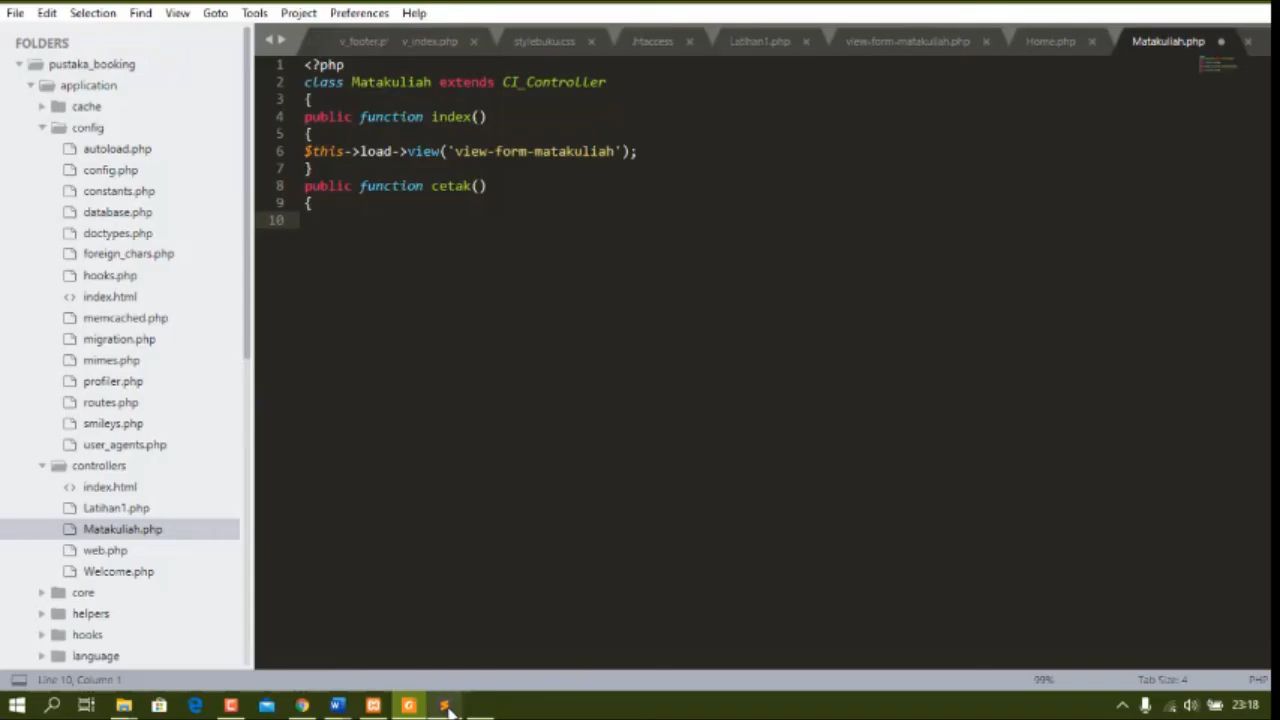 File Edit Selection Find View Goto Tools Project Preferences Help
FOLDERS
pustaka_booking
application
cache
config
autoload.php
config.php
constants.php
database.php
doctypes.php
foreign_chars.php
hooks.php
index.html
memcached.php
migration.php
mimes.php
profiler.php
routes.php
smileys.php
user_agents.php
controllers
index.html
Latihan1.php
Matakuliah.php
web.php
Welcome.php
core
helpers
hooks
language
v_footer.p v_index.php stylebuku.css .htaccess Latihan1.php view-form-matakuliah.php Home.php Matakuliah.php
1 <?php
2 class Matakuliah extends CI_Controller
3 {
4 public function index()
5 {
6 $this->load->view('view-form-matakuliah');
7 }
8 public function cetak()
9 {
10
Line 10, Column 1 99% Tab Size: 4 PHP
23:18